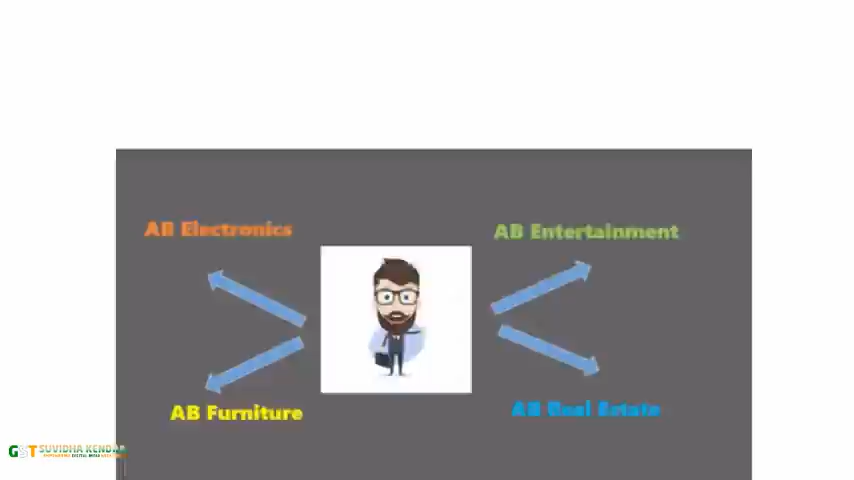 AB Electronics
AB Entertainment
AB Furniture
AB Real Estate
GST SUVIDHA KENDRA